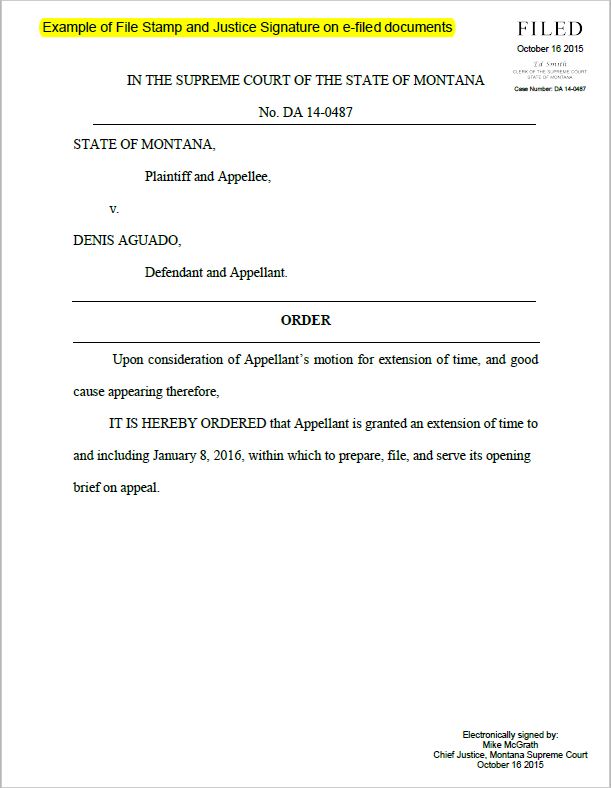 Example of File Stamp and Justice Signature on e-filed documents
FILED
October 16 2015
Ed Smith
CLERK OF THE SUPREME COURT
STATE OF MONTANA
Case Number: DA 14-0487
IN THE SUPREME COURT OF THE STATE OF MONTANA
No. DA 14-0487
STATE OF MONTANA,
Plaintiff and Appellee,
v.
DENIS AGUADO,
Defendant and Appellant.
ORDER
Upon consideration of Appellant’s motion for extension of time, and good
cause appearing therefore,
IT IS HEREBY ORDERED that Appellant is granted an extension of time to
and including January 8, 2016, within which to prepare, file, and serve its opening
brief on appeal.
Electronically signed by:
Mike McGrath
Chief Justice, Montana Supreme Court
October 16 2015